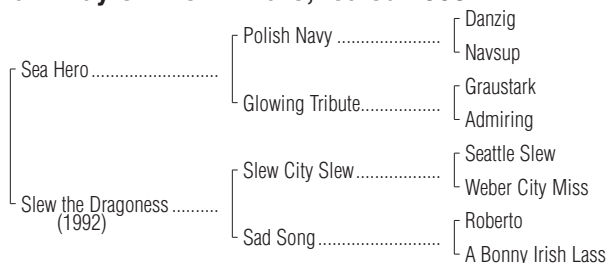 Danzig
Polish Navy ..................
Navsup
Sea Hero ......................
Graustark
Glowing Tribute..............
Admiring
Seattle Slew
Slew City Slew...............
Weber City Miss
Slew the Dragoness ..........
(1992)
Roberto
Sad Song.....................
A Bonny Irish Lass